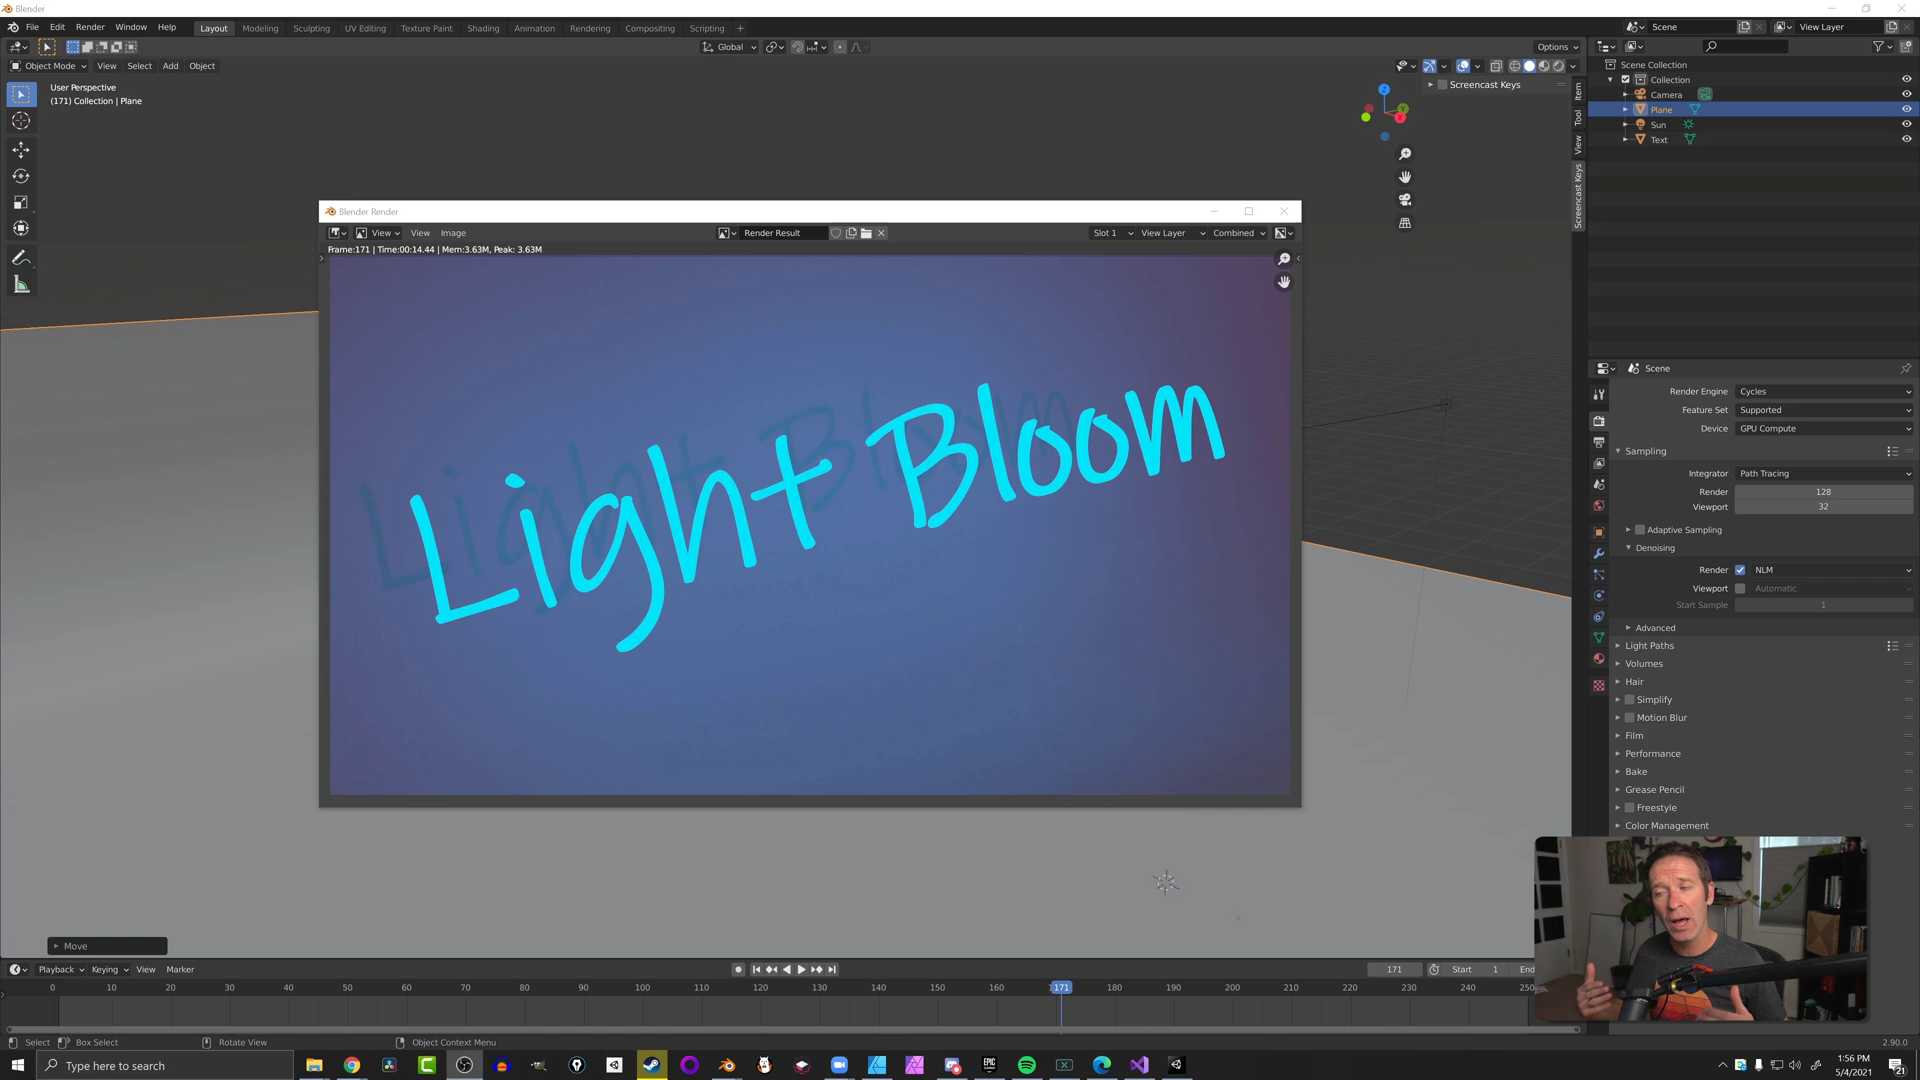 Blender
File Edit Render Window Help
Layout Modeling Sculpting UV Editing Texture Paint Shading Animation Rendering Compositing Scripting +
Scene
View Layer
Global
Options
Object Mode View Select Add Object
User Perspective
(171) Collection | Plane
Z
Y
X
Screencast Keys
Item
Tool
View
Screencast Keys
Scene Collection
Collection
Camera
Plane
Sun
Text
Blender Render
View View Image
Render Result
Slot 1 View Layer Combined
Frame:171 | Time:00:14.44 | Mem:3.63M, Peak: 3.63M
Light Bloom
Scene
Render Engine Cycles
Feature Set Supported
Device GPU Compute
Sampling
Integrator Path Tracing
Render 128
Viewport 32
Adaptive Sampling
Denoising
Render NLM
Viewport Automatic
Start Sample 1
Advanced
Light Paths
Volumes
Hair
Simplify
Motion Blur
Film
Performance
Bake
Grease Pencil
Freestyle
Color Management
Move
Playback Keying View Marker
171 Start 1 End
0 10 20 30 40 50 60 70 80 90 100 110 120 130 140 150 160 171 180 190 200 210 220 230 240 250
Select Box Select Rotate View Object Context Menu
2.90.0
Type here to search
EPIC
1:56 PM
5/4/2021
21